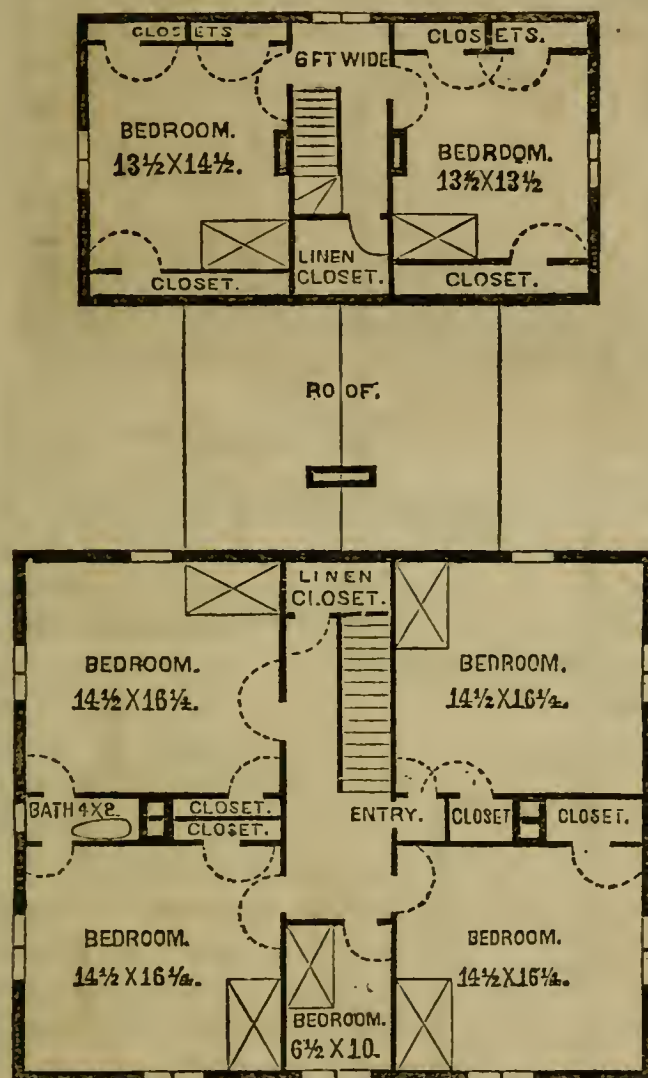 CLOSETS
6 FT WIDE
CLOSETS.
BEDROOM.
13½X14½.
BEDROOM.
13½X13½
LINEN
CLOSET.
CLOSET.
CLOSET.
ROOF.
LINEN
CLOSET.
BEDROOM.
14½X16¼.
BEDROOM.
14½X16¼.
BATH 4X8.
CLOSET.
CLOSET.
ENTRY.
CLOSET
CLOSET.
BEDROOM.
14½X16¼.
BEDROOM.
14½X16¼.
BEDROOM.
6½X10.